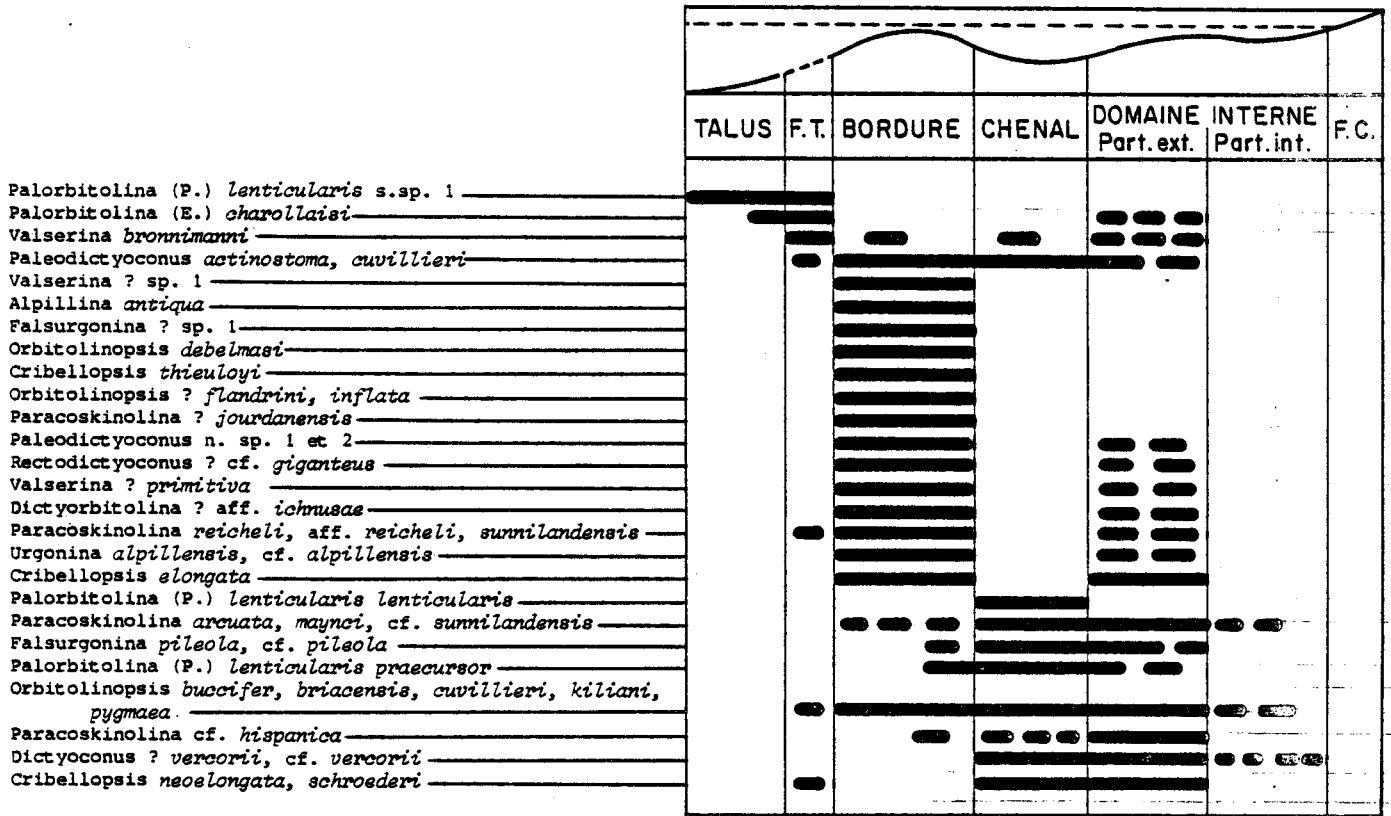 TALUS F.T. BORDURE CHENAL DOMAINE INTERNE F.C.
Part. ext. Part. int.
Palorbitolina (P.) lenticularis s.sp. 1
Palorbitolina (E.) charollaisi
Valserina bronnimanni
Paleodictyoconus actinostoma, cuvillieri
Valserina ? sp. 1
Alpillina antiqua
Falsurgonina ? sp. 1
Orbitolinopsis debelmasi
Cribellopsis thieuloyi
Orbitolinopsis ? flandrini, inflata
Paracoskinolina ? jourdanensis
Paleodictyoconus n. sp. 1 et 2
Rectodictyoconus ? cf. giganteus
Valserina ? primitiva
Dictyorbitolina ? aff. ichnusae
Paracoskinolina reicheli, aff. reicheli, sunnilandensis
Urgonina alpillensis, cf. alpillensis
Cribellopsis elongata
Palorbitolina (P.) lenticularis lenticularis
Paracoskinolina arcuata, maynci, cf. sunnilandensis
Falsurgonina pileola, cf. pileola
Palorbitolina (P.) lenticularis praecursor
Orbitolinopsis buccifer, briacensis, cuvillieri, kiliani,
pygmaea
Paracoskinolina cf. hispanica
Dictyoconus ? vercorii, cf. vercorii
Cribellopsis neoelongata, schroederi